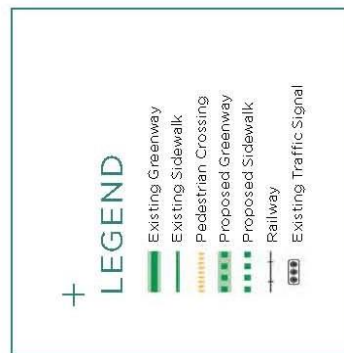 +
LEGEND
Existing Greenway
Existing Sidewalk
Pedestrian Crossing
Proposed Greenway
Proposed Sidewalk
Railway
Existing Traffic Signal